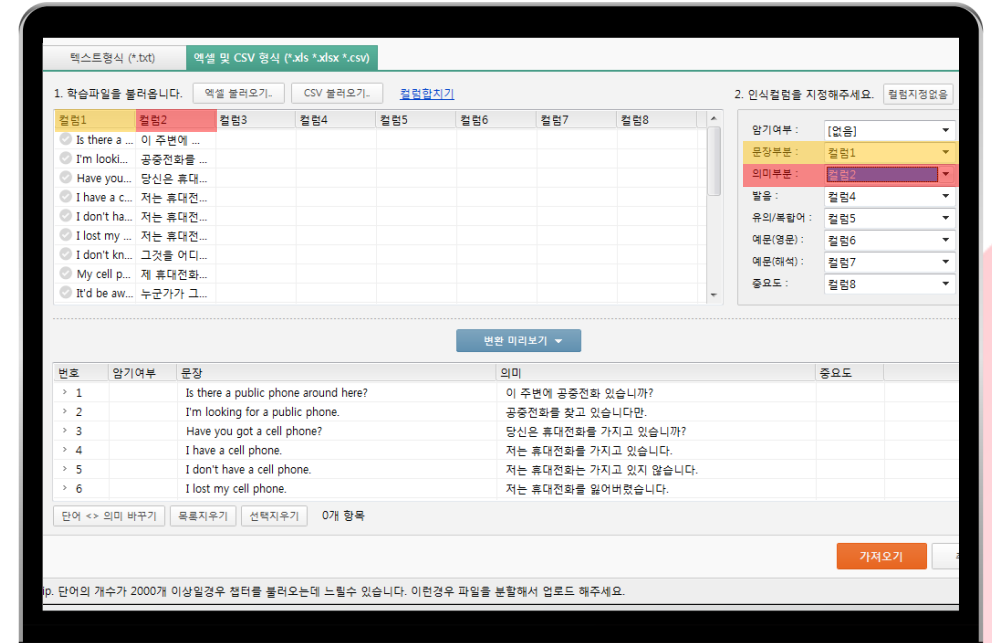 텍스트형식 (*.txt) 엑셀 및 CSV 형식 (*.xls *.xlsx *.csv)
1. 학습파일을 불러옵니다. 엑셀 불러오기.. CSV 불러오기.. 컬럼합치기 2. 인식컬럼을 지정해주세요. 컬럼지정없음
컬럼1 컬럼2 컬럼3 컬럼4 컬럼5 컬럼6 컬럼7 컬럼8
Is there a ... 이 주변에 ...
I'm looki... 공중전화를 ...
Have you... 당신은 휴대...
I have a c... 저는 휴대전...
I don't ha... 저는 휴대전...
I lost my ... 저는 휴대전...
I don't kn... 그것을 어디...
My cell p... 제 휴대전화...
It'd be aw... 누군가가 그...
암기여부 : [없음]
문장부분 : 컬럼1
의미부분 : 컬럼2
발음 : 컬럼4
유의/복합어 : 컬럼5
예문(영문) : 컬럼6
예문(해석) : 컬럼7
중요도 : 컬럼8
변환 미리보기
번호 암기여부 문장 의미 중요도
1 Is there a public phone around here? 이 주변에 공중전화 있습니까?
2 I'm looking for a public phone. 공중전화를 찾고 있습니다만.
3 Have you got a cell phone? 당신은 휴대전화를 가지고 있습니까?
4 I have a cell phone. 저는 휴대전화를 가지고 있습니다.
5 I don't have a cell phone. 저는 휴대전화는 가지고 있지 않습니다.
6 I lost my cell phone. 저는 휴대전화를 잃어버렸습니다.
단어 <> 의미 바꾸기 목록지우기 선택지우기 0개 항목
가져오기
ip. 단어의 개수가 2000개 이상일경우 챕터를 불러오는데 느릴수 있습니다. 이런경우 파일을 분할해서 업로드 해주세요.